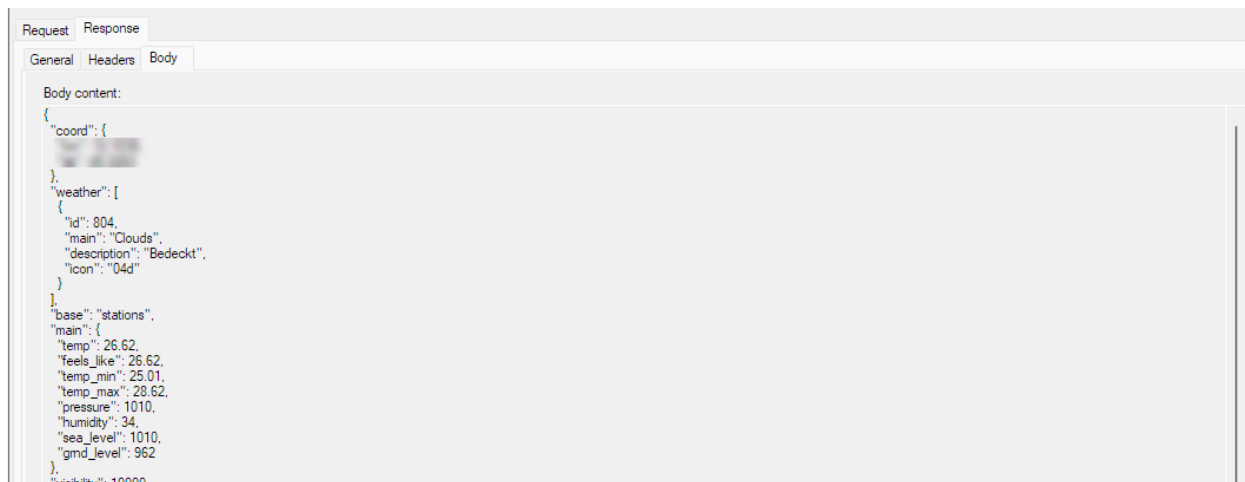 Request Response
General Headers Body
Body content:
{
"coord": {
},
"weather": [
{
"id": 804,
"main": "Clouds",
"description": "Bedeckt",
"icon": "04d"
}
],
"base": "stations",
"main": {
"temp": 26.62,
"feels_like": 26.62,
"temp_min": 25.01,
"temp_max": 28.62,
"pressure": 1010,
"humidity": 34,
"sea_level": 1010,
"grnd_level": 962
},